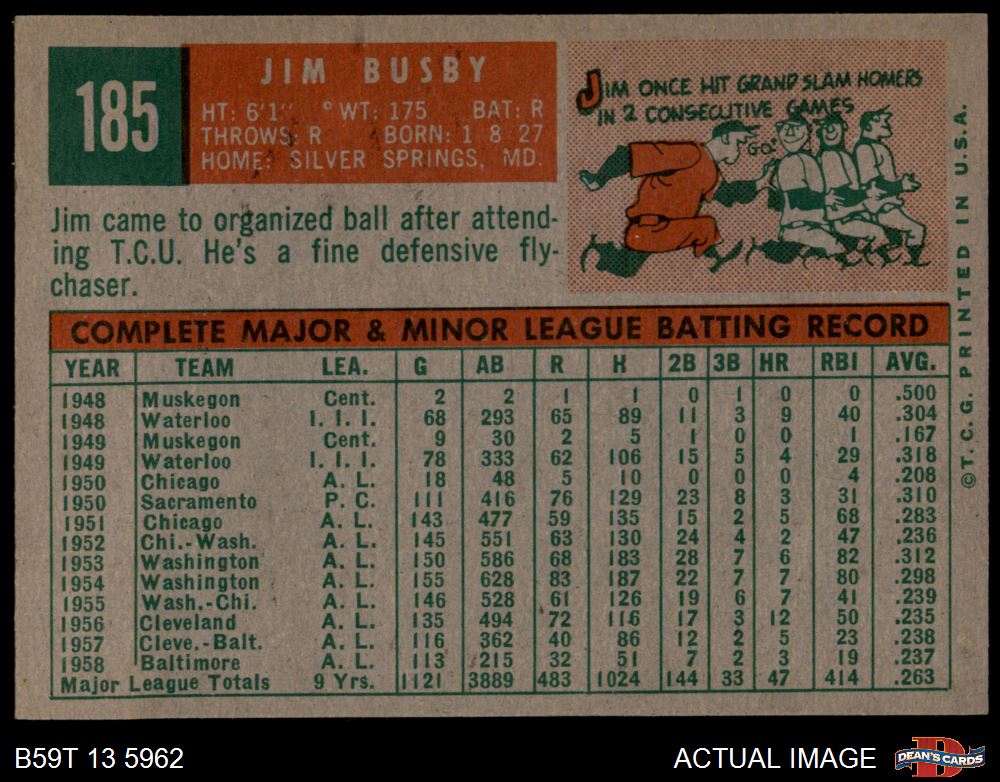 185
JIM BUSBY
HT: 6'1" ° WT: 175 BAT: R
THROWS: R BORN: 1 8 27
HOME: SILVER SPRINGS, MD.
JIM ONCE HIT GRAND SLAM HOMERS
IN 2 CONSECUTIVE GAMES
GO!
Jim came to organized ball after attend-
ing T.C.U. He's a fine defensive fly-
chaser.
COMPLETE MAJOR & MINOR LEAGUE BATTING RECORD
YEAR TEAM LEA. G AB R H 2B 3B HR RBI AVG.
1948 Muskegon Cent. 2 2 1 1 0 1 0 0 .500
1948 Waterloo I. I. I. 68 293 65 89 11 3 9 40 .304
1949 Muskegon Cent. 9 30 2 5 1 0 0 1 .167
1949 Waterloo I. I. I. 78 333 62 106 15 5 4 29 .318
1950 Chicago A. L. 18 48 5 10 0 0 0 4 .208
1950 Sacramento P. C. 111 416 76 129 23 8 3 31 .310
1951 Chicago A. L. 143 477 59 135 15 2 5 68 .283
1952 Chi.-Wash. A. L. 145 551 63 130 24 4 2 47 .236
1953 Washington A. L. 150 586 68 183 28 7 6 82 .312
1954 Washington A. L. 155 628 83 187 22 7 7 80 .298
1955 Wash.-Chi. A. L. 146 528 61 126 19 6 7 41 .239
1956 Cleveland A. L. 135 494 72 116 17 3 12 50 .235
1957 Cleve.-Balt. A. L. 116 362 40 86 12 2 5 23 .238
1958 Baltimore A. L. 113 215 32 51 7 2 3 19 .237
Major League Totals 9 Yrs. 1121 3889 483 1024 144 33 47 414 .263
©T. C. G. PRINTED IN U.S.A.
B59T 13 5962
ACTUAL IMAGE
D
DEAN'S CARDS